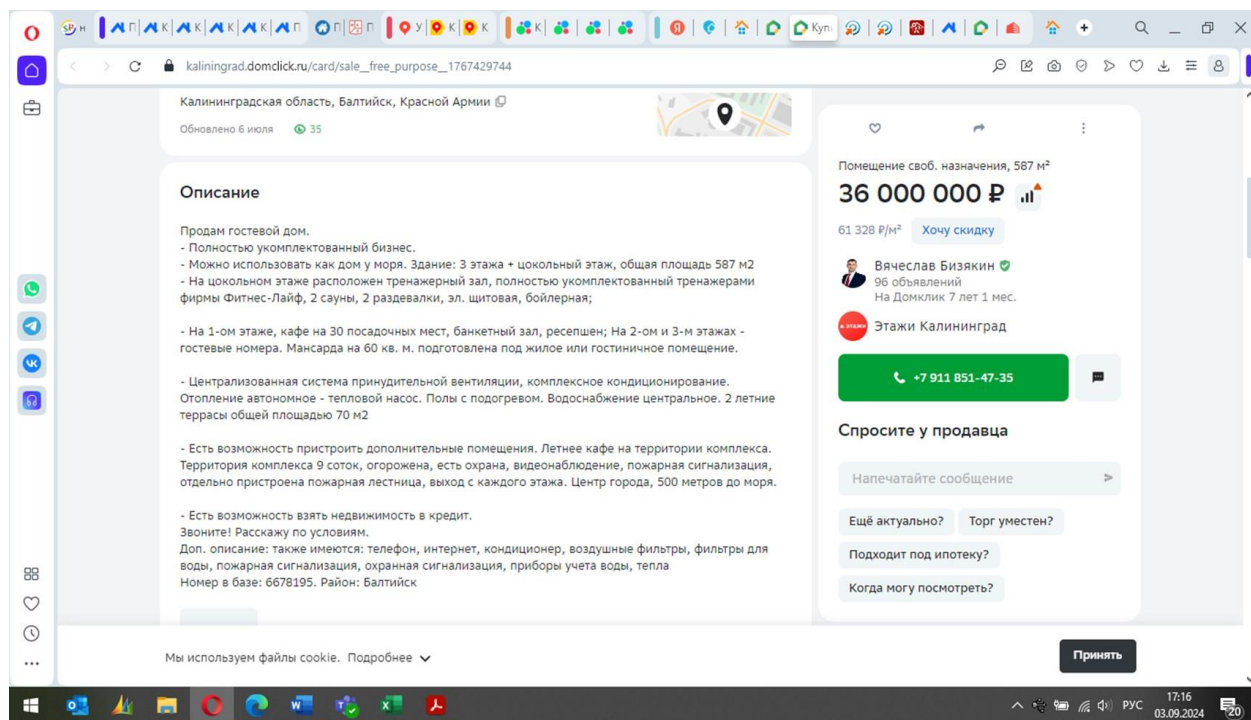 kaliningrad.domclick.ru/card/sale__free_purpose__1767429744
Калининградская область, Балтийск, Красной Армии
Обновлено 6 июля 35
Описание
Продам гостевой дом.
- Полностью укомплектованный бизнес.
- Можно использовать как дом у моря. Здание: 3 этажа + цокольный этаж, общая площадь 587 м2
- На цокольном этаже расположен тренажерный зал, полностью укомплектованный тренажерами
фирмы Фитнес-Лайф, 2 сауны, 2 раздевалки, эл. щитовая, бойлерная;
- На 1-ом этаже, кафе на 30 посадочных мест, банкетный зал, ресепшен; На 2-ом и 3-м этажах -
гостевые номера. Мансарда на 60 кв. м. подготовлена под жилое или гостиничное помещение.
- Централизованная система принудительной вентиляции, комплексное кондиционирование.
Отопление автономное - тепловой насос. Полы с подогревом. Водоснабжение центральное. 2 летние
террасы общей площадью 70 м2
- Есть возможность пристроить дополнительные помещения. Летнее кафе на территории комплекса.
Территория комплекса 9 соток, огорожена, есть охрана, видеонаблюдение, пожарная сигнализация,
отдельно пристроена пожарная лестница, выход с каждого этажа. Центр города, 500 метров до моря.
- Есть возможность взять недвижимость в кредит.
Звоните! Расскажу по условиям.
Доп. описание: также имеются: телефон, интернет, кондиционер, воздушные фильтры, фильтры для
воды, пожарная сигнализация, охранная сигнализация, приборы учета воды, тепла
Номер в базе: 6678195. Район: Балтийск
Помещение своб. назначения, 587 м²
36 000 000 ₽
61 328 ₽/м² Хочу скидку
Вячеслав Бизякин
96 объявлений
На Домклик 7 лет 1 мес.
Этажи Калининград
+7 911 851-47-35
Спросите у продавца
Напечатайте сообщение
Ещё актуально? Торг уместен?
Подходит под ипотеку?
Когда могу посмотреть?
Мы используем файлы cookie. Подробнее
Принять
РУС
17:16
03.09.2024
20